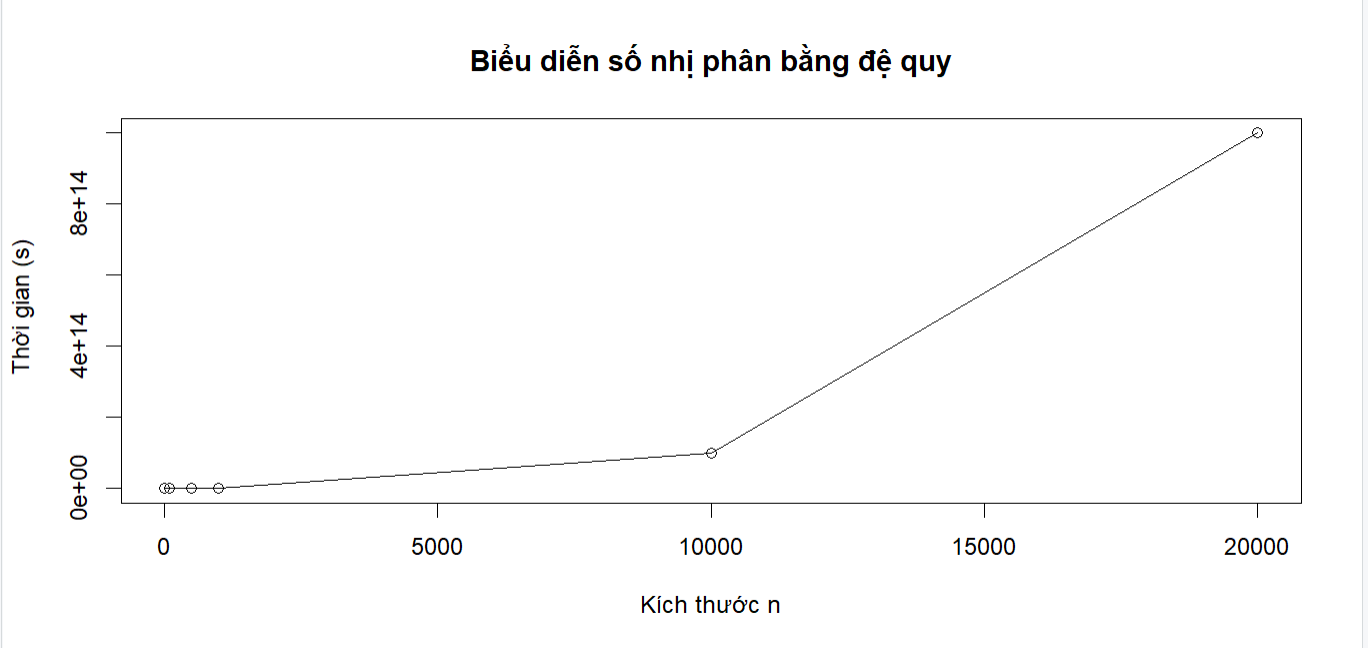 Biểu diễn số nhị phân bằng đệ quy
Thời gian (s)
8e+14
4e+14
0e+00
0 5000 10000 15000 20000
Kích thước n